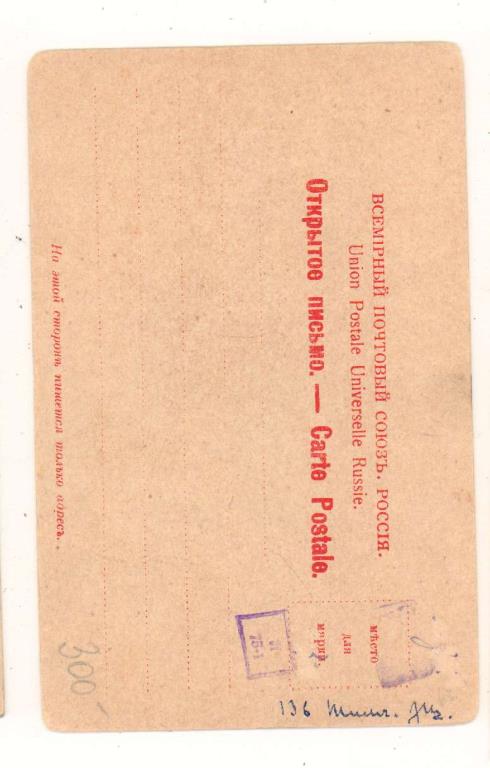 ВСЕМІРНЫЙ ПОЧТОВЫЙ СОЮЗЪ. РОССІЯ.
Union Postale Universelle Russie.
Открытое письмо. — Carte Postale.
мѣсто
для
марки.
На этой сторонѣ пишется только адресъ.
300
136